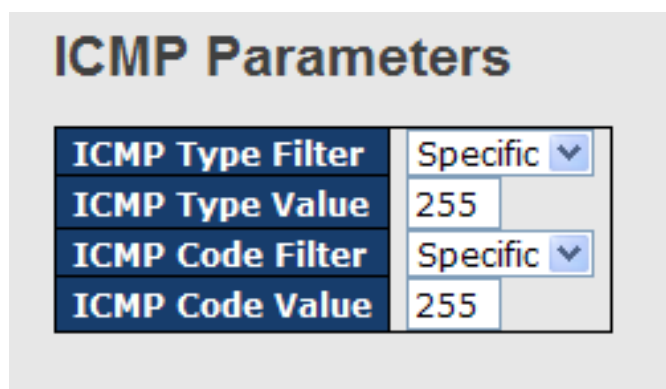 ICMP Parameters
ICMP Type Filter Specific
ICMP Type Value 255
ICMP Code Filter Specific
ICMP Code Value 255